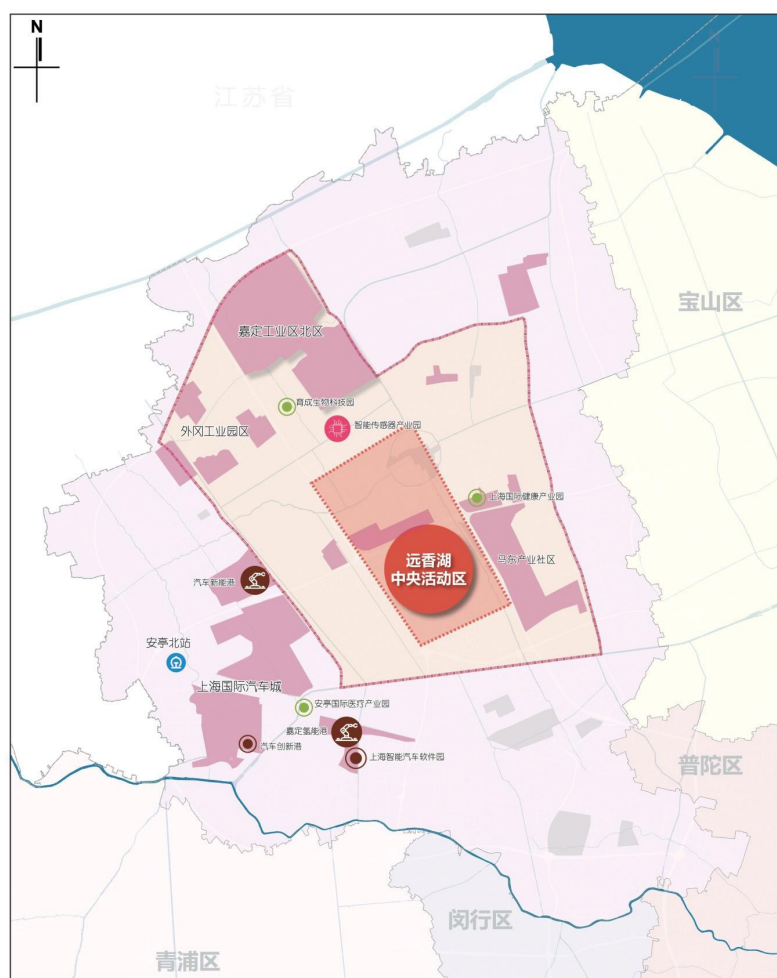 N
江苏省
宝山区
嘉定工业区北区
育成生物科技园
智能传感器产业园
外冈工业园区
上海国际健康产业园
远香湖
中央活动区
马东产业社区
汽车新能港
安亭北站
上海国际汽车城
安亭国际医疗产业园
嘉定氢能港
汽车创新港
上海智能汽车软件园
普陀区
闵行区
青浦区